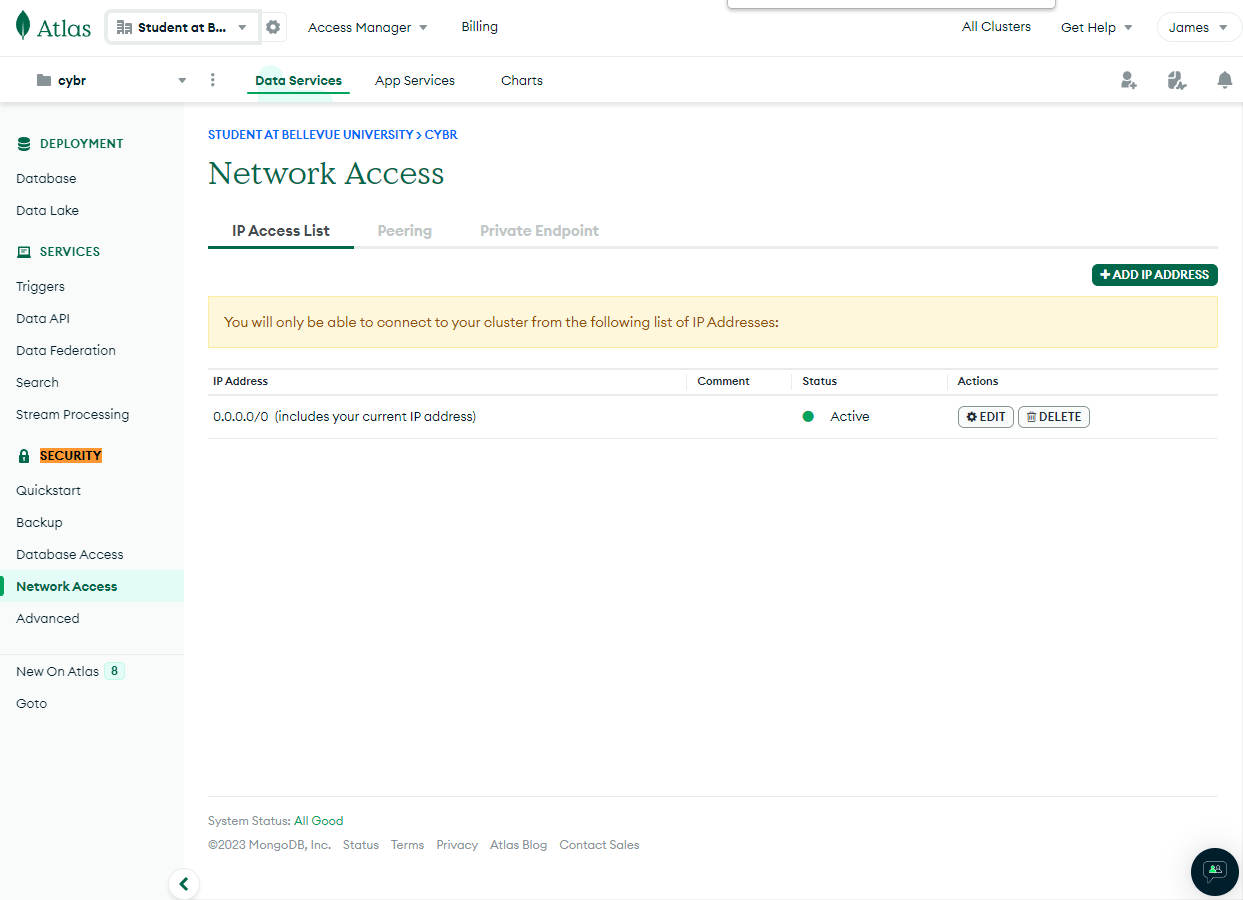 Atlas
Student at B...
Access Manager
Billing
All Clusters
Get Help
James
cybr
Data Services
App Services
Charts
DEPLOYMENT
Database
Data Lake
SERVICES
Triggers
Data API
Data Federation
Search
Stream Processing
SECURITY
Quickstart
Backup
Database Access
Network Access
Advanced
New On Atlas 8
Goto
STUDENT AT BELLEVUE UNIVERSITY > CYBR
Network Access
IP Access List
Peering
Private Endpoint
+ ADD IP ADDRESS
You will only be able to connect to your cluster from the following list of IP Addresses:
IP Address Comment Status Actions
0.0.0.0/0 (includes your current IP address) Active EDIT DELETE
System Status: All Good
©2023 MongoDB, Inc. Status Terms Privacy Atlas Blog Contact Sales